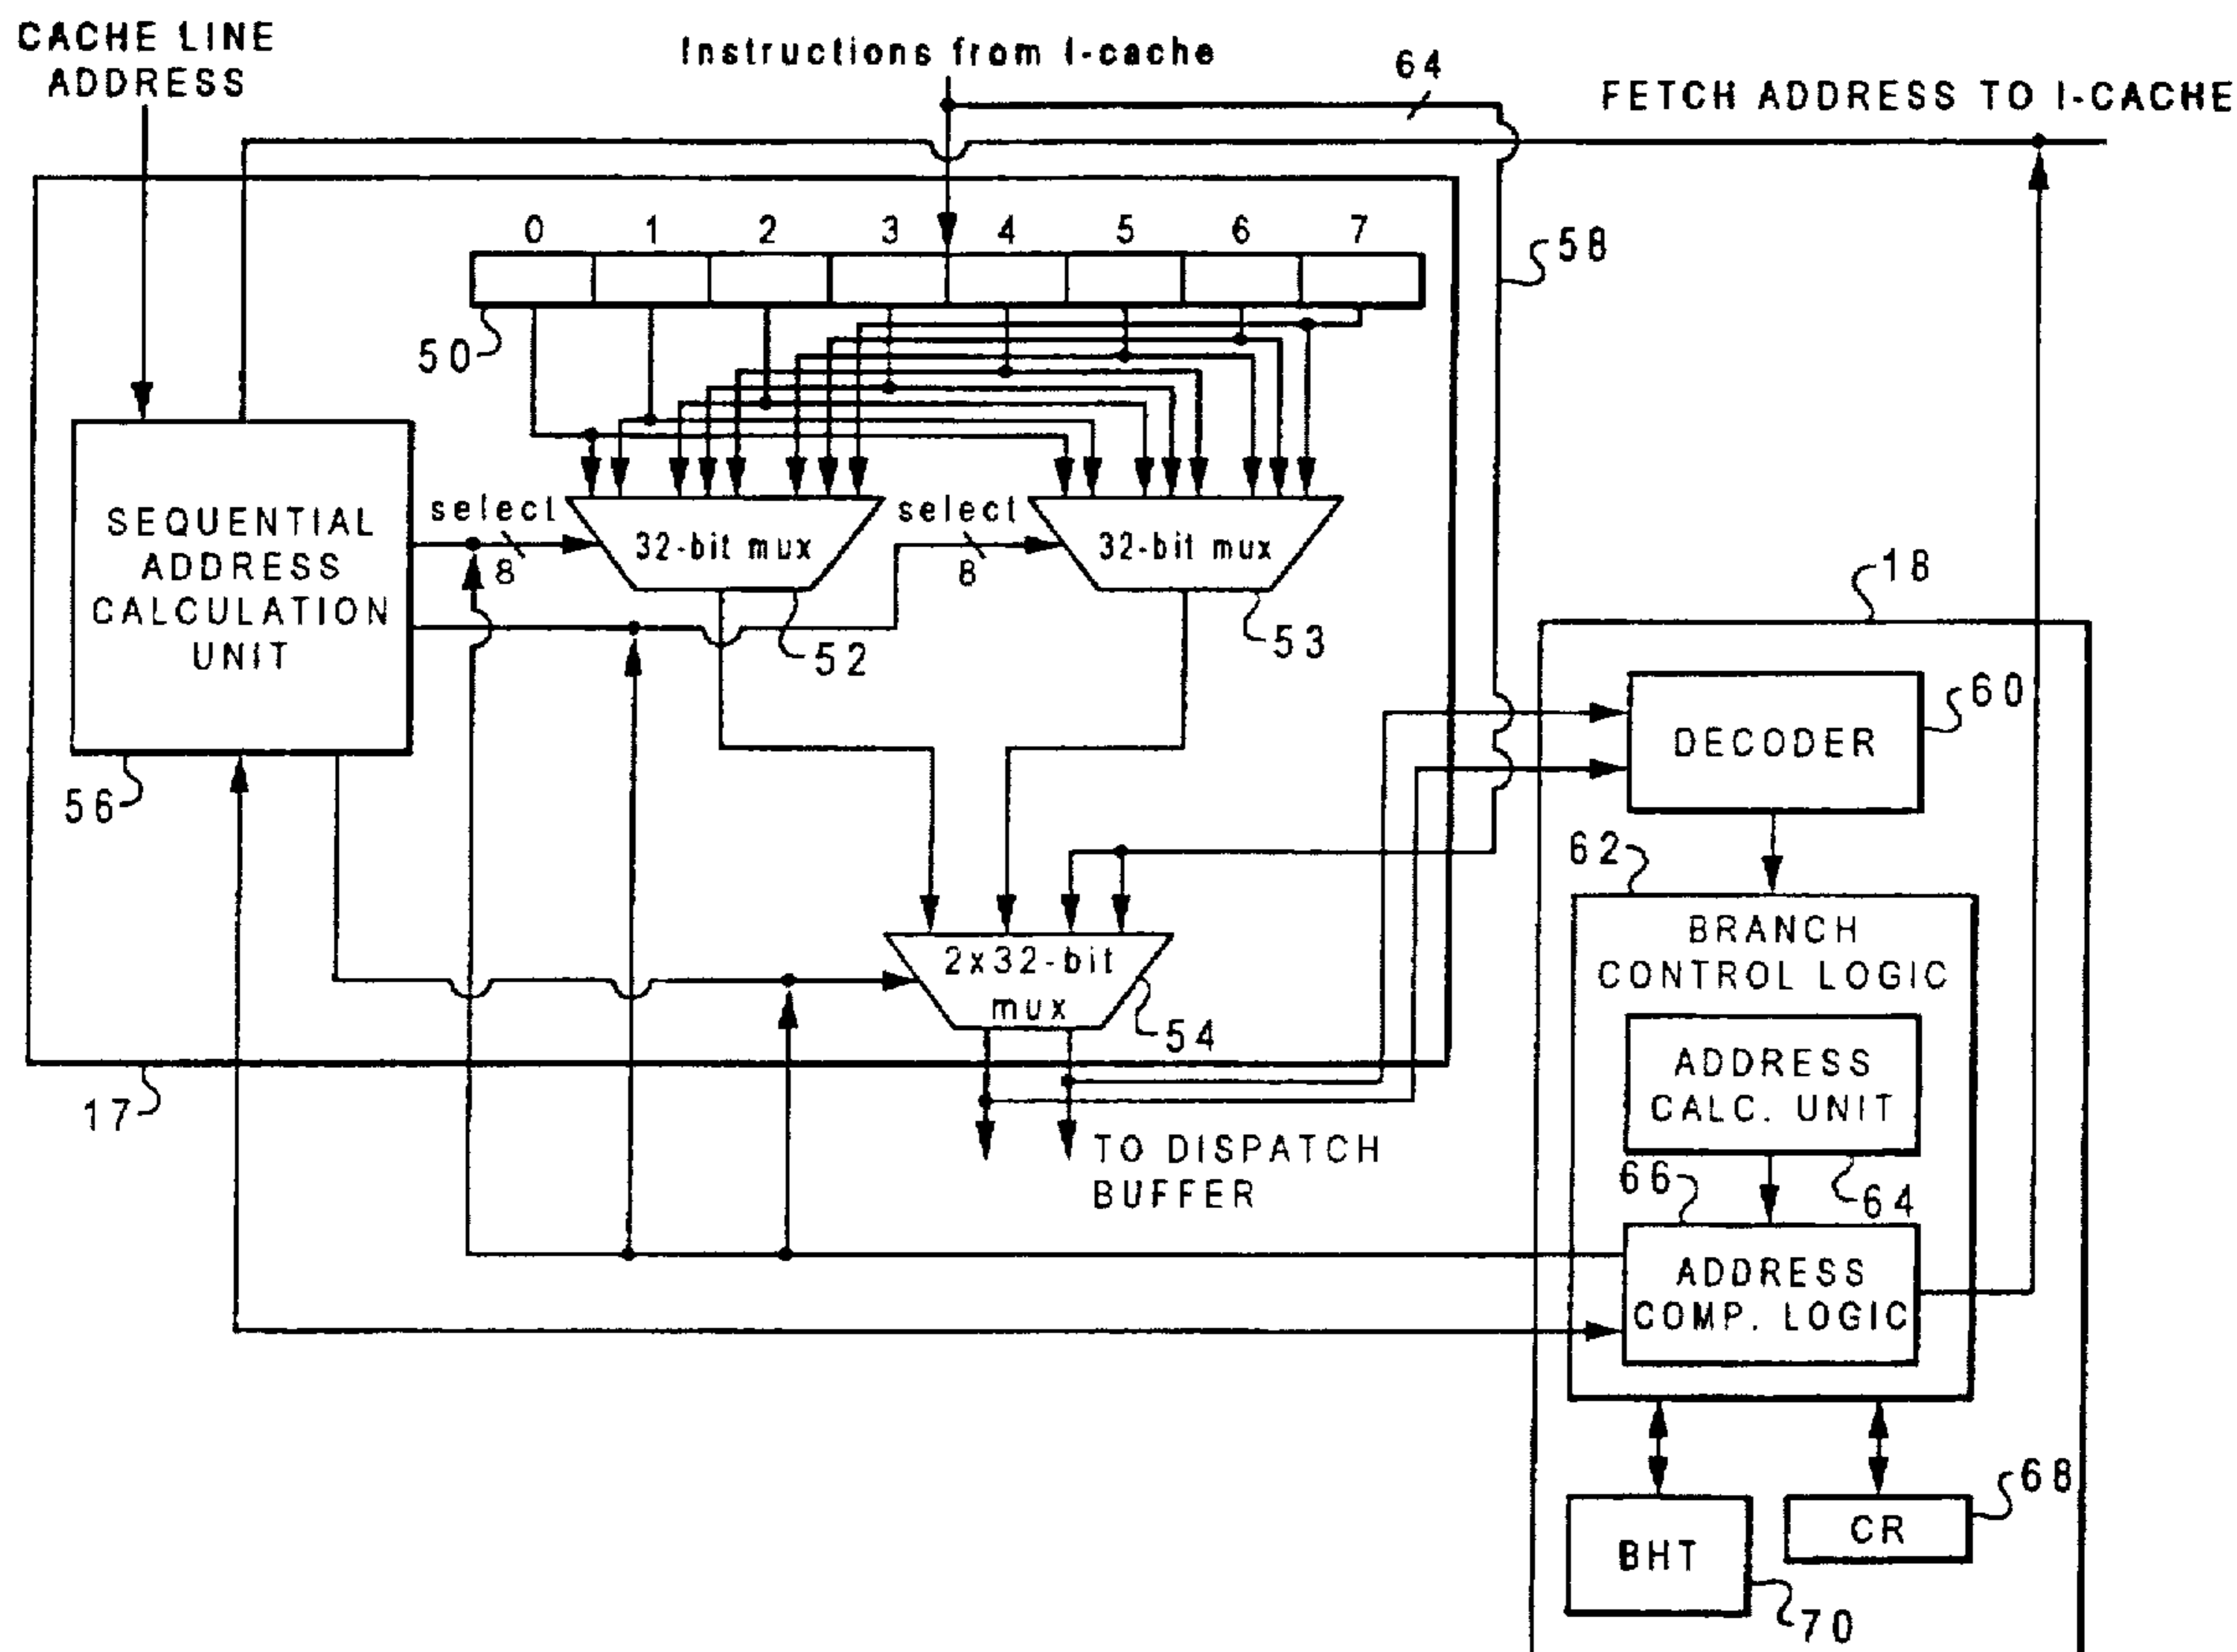 CACHE LINE
ADDRESS
Instructions from I-cache
64
FETCH ADDRESS TO I-CACHE
0 1 2 3 4 5 6 7
58
50
SEQUENTIAL
ADDRESS
CALCULATION
UNIT
select
8
32-bit mux
select
8
32-bit mux
52
53
56
18
DECODER
60
62
BRANCH
CONTROL LOGIC
2x32-bit
mux
54
ADDRESS
CALC. UNIT
17
TO DISPATCH
BUFFER
66
64
ADDRESS
COMP. LOGIC
68
CR
BHT
70